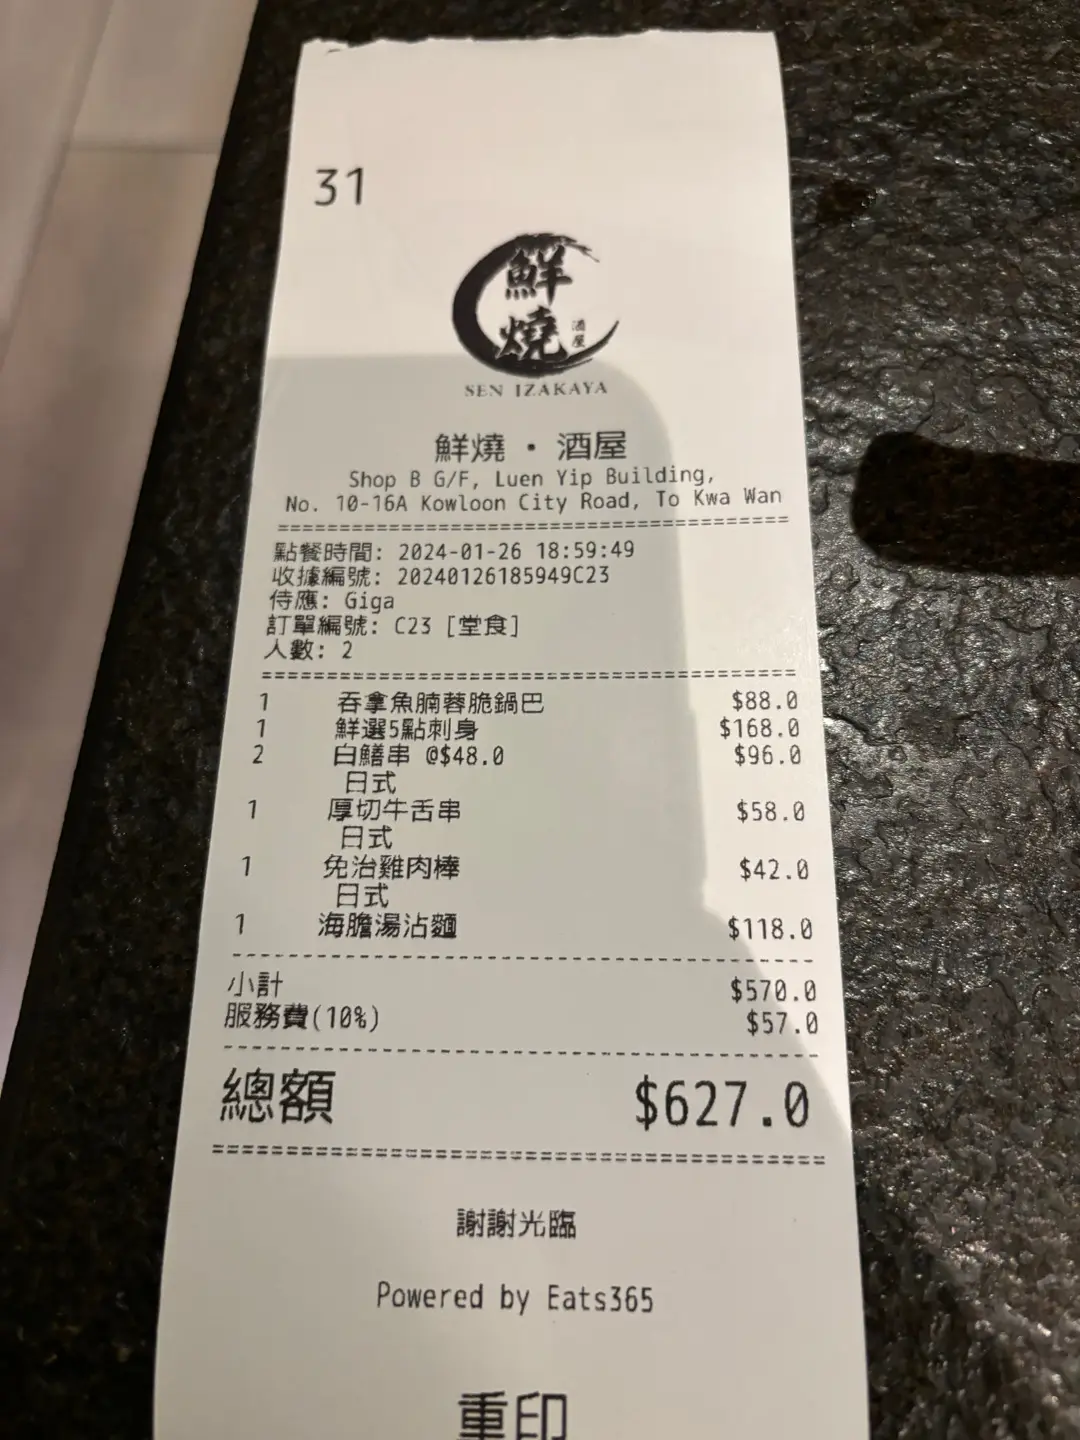 31
鮮
燒
酒屋
SEN IZAKAYA
鮮燒・酒屋
Shop B G/F, Luen Yip Building,
No. 10-16A Kowloon City Road, To Kwa Wan
點餐時間: 2024-01-26 18:59:49
收據編號: 20240126185949C23
侍應: Giga
訂單編號: C23 [堂食]
人數: 2
1 吞拿魚腩蓉脆鍋巴 $88.0
1 鮮選5點刺身 $168.0
2 白鱔串 @$48.0 $96.0
日式
1 厚切牛舌串 $58.0
日式
1 免治雞肉棒 $42.0
日式
1 海膽湯沾麵 $118.0
小計 $570.0
服務費(10%) $57.0
總額 $627.0
謝謝光臨
Powered by Eats365
重印